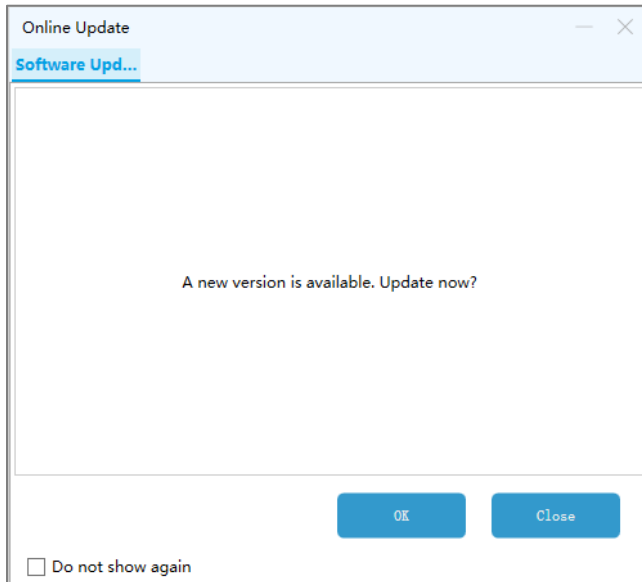 Online Update
Software Upd...
A new version is available. Update now?
OK
Close
Do not show again